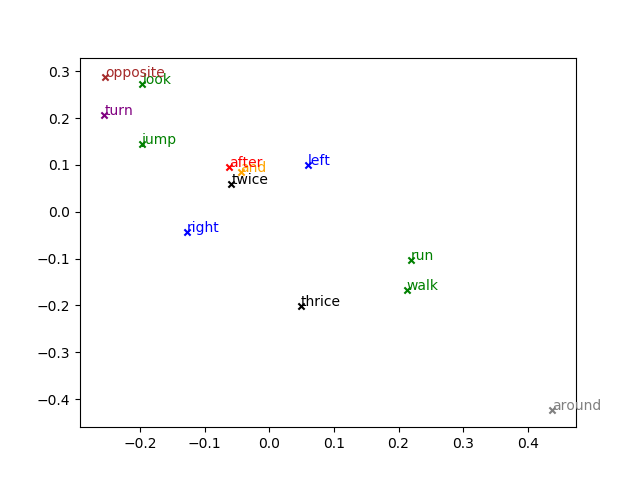 0.3
0.2
0.1
0.0
−0.1
−0.2
−0.3
−0.4
opposite
look
turn
jump
after
and
left
twice
right
run
walk
thrice
around
−0.2 −0.1 0.0 0.1 0.2 0.3 0.4